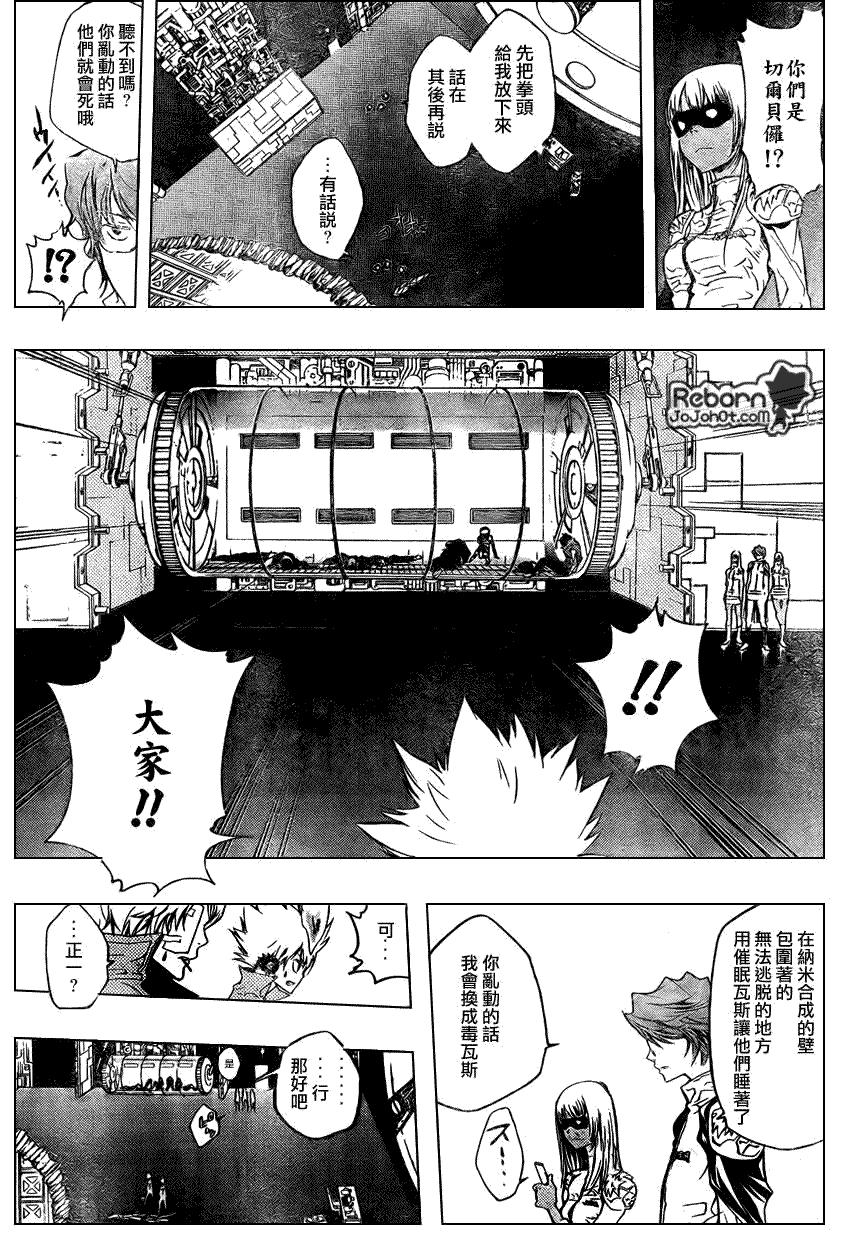 你們是
切爾貝儸!?
先把拳頭
給我放下來
話在
其後再說
…有話說?
聽不到嗎?
你亂動的話
他們就會死哦
!?
Reborn
JoJohOt.coM
!!
大家!!
在納米合成的壁
包圍著的
無法逃脫的地方
用催眠瓦斯讓他們睡著了
你亂動的話
我會換成毒瓦斯
ス…
可…
…正一?
………
……行
那好吧
是